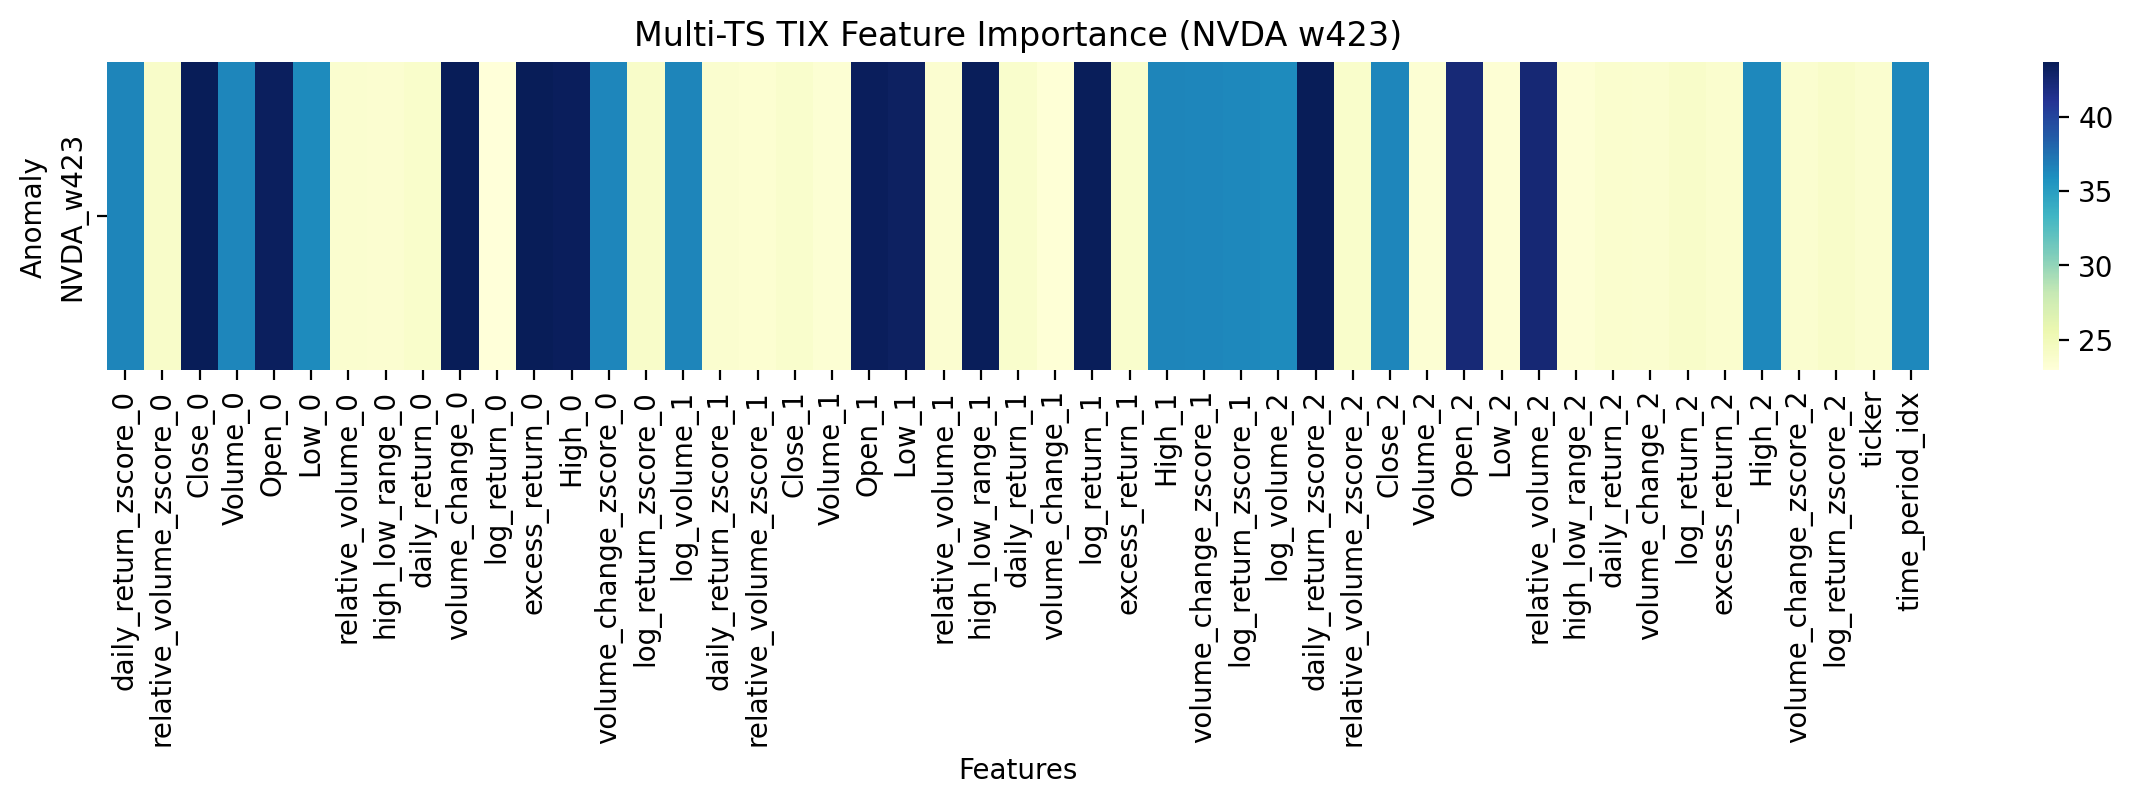 Multi-TS TIX Feature Importance (NVDA w423)
Anomaly
NVDA_w423
40
35
30
25
daily_return_zscore_0
relative_volume_zscore_0
Close_0
Volume_0
Open_0
Low_0
relative_volume_0
high_low_range_0
daily_return_0
volume_change_0
log_return_0
excess_return_0
High_0
volume_change_zscore_0
log_return_zscore_0
log_volume_1
daily_return_zscore_1
relative_volume_zscore_1
Close_1
Volume_1
Open_1
Low_1
relative_volume_1
high_low_range_1
daily_return_1
volume_change_1
log_return_1
excess_return_1
High_1
volume_change_zscore_1
log_return_zscore_1
log_volume_2
daily_return_zscore_2
relative_volume_zscore_2
Close_2
Volume_2
Open_2
Low_2
relative_volume_2
high_low_range_2
daily_return_2
volume_change_2
log_return_2
excess_return_2
High_2
volume_change_zscore_2
log_return_zscore_2
ticker
time_period_idx
Features